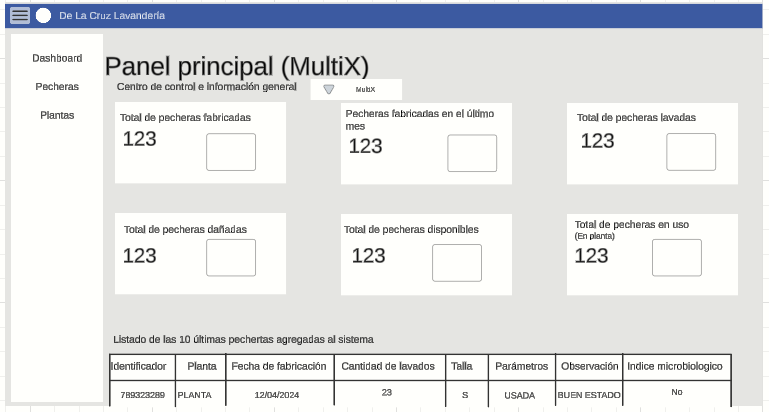 De La Cruz Lavandería
Dashboard
Pecheras
Plantas
Panel principal (MultiX)
Centro de control e información general
MultiX
Total de pecheras fabricadas
123
Pecheras fabricadas en el último
mes
123
Total de pecheras lavadas
123
Total de pecheras dañadas
123
Total de pecheras disponibles
123
Total de pecheras en uso
(En planta)
123
Listado de las 10 últimas pechertas agregadas al sistema
Identificador Planta Fecha de fabricación Cantidad de lavados Talla Parámetros Observación Indice microbiologico
789323289 PLANTA 12/04/2024 23 S USADA BUEN ESTADO No